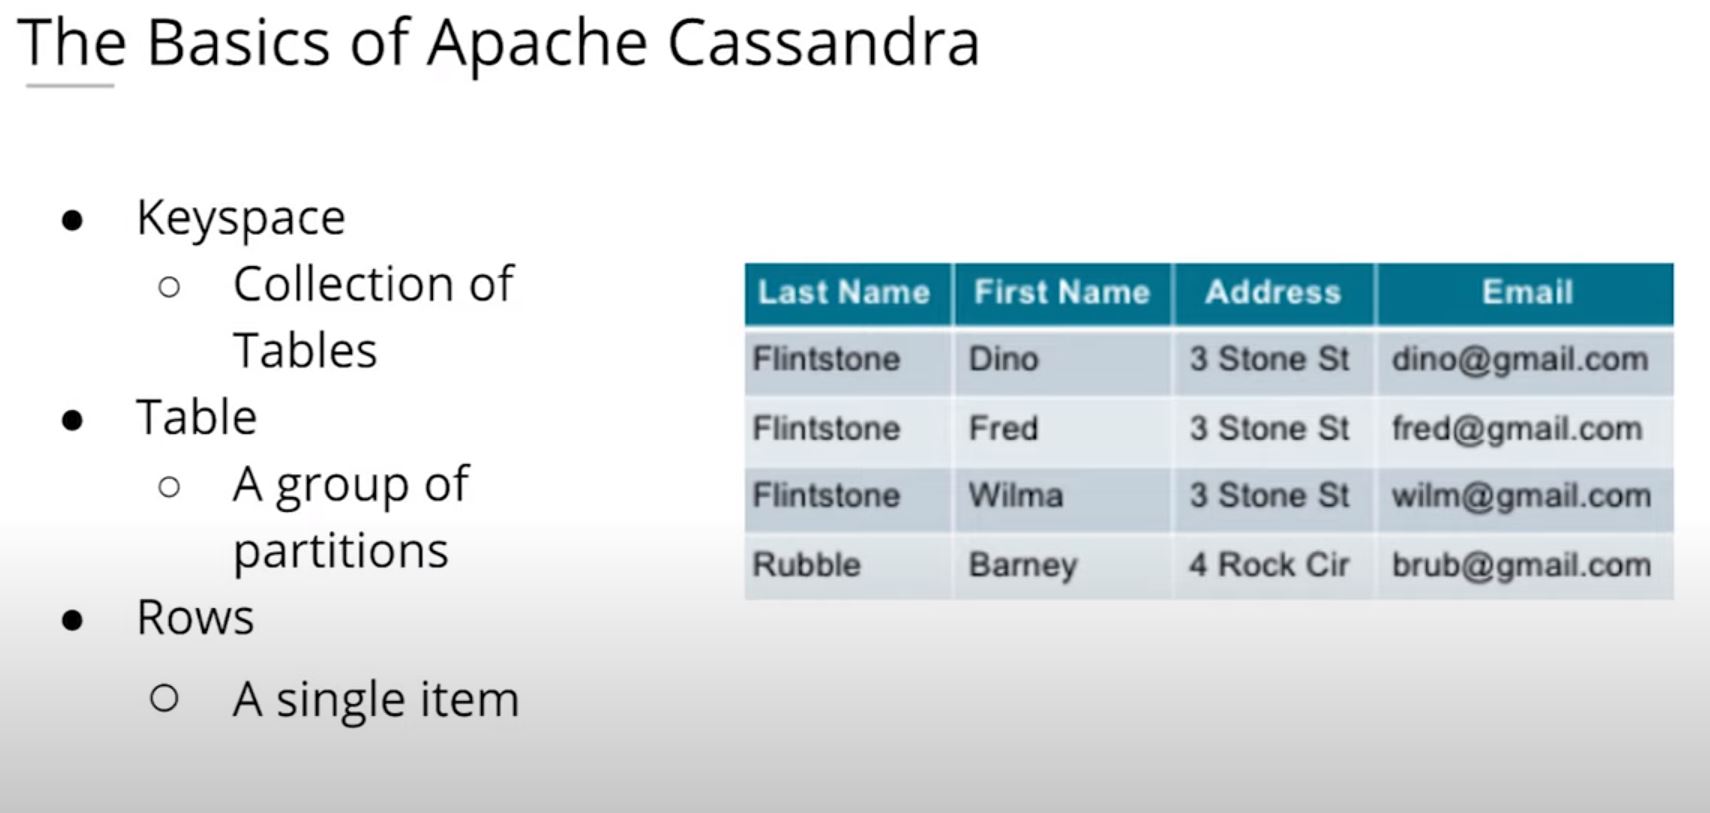 The Basics of Apache Cassandra
● Keyspace
○ Collection of
Tables
● Table
○ A group of
partitions
● Rows
○ A single item
Last Name First Name Address Email
Flintstone Dino 3 Stone St dino@gmail.com
Flintstone Fred 3 Stone St fred@gmail.com
Flintstone Wilma 3 Stone St wilm@gmail.com
Rubble Barney 4 Rock Cir brub@gmail.com